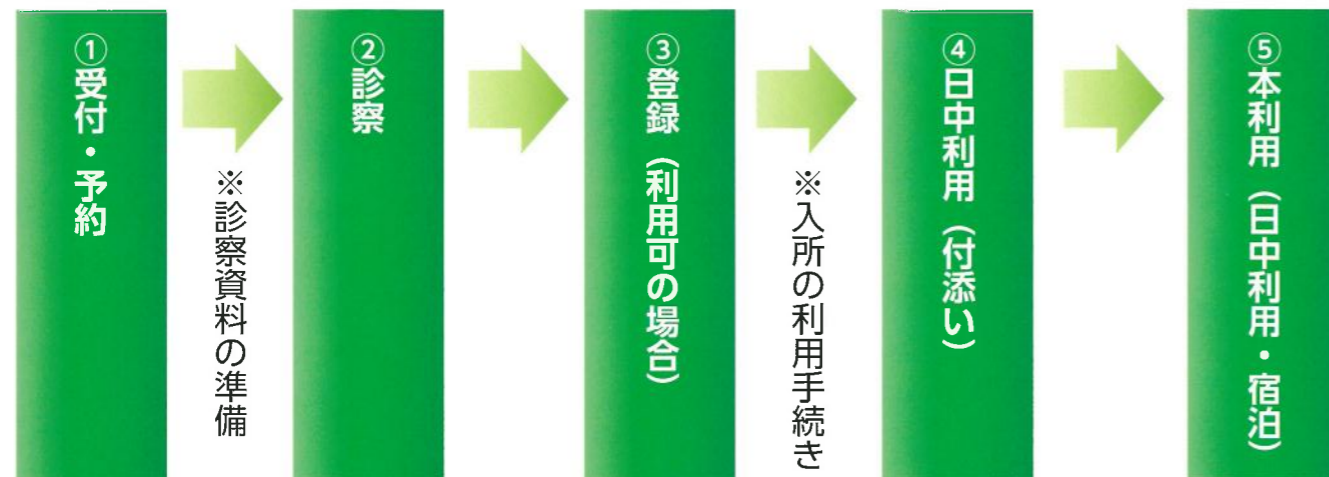 ①受付・予約
※診察資料の準備
②診察
③登録（利用可の場合）
※入所の利用手続き
④日中利用（付添い）
⑤本利用（日中利用・宿泊）